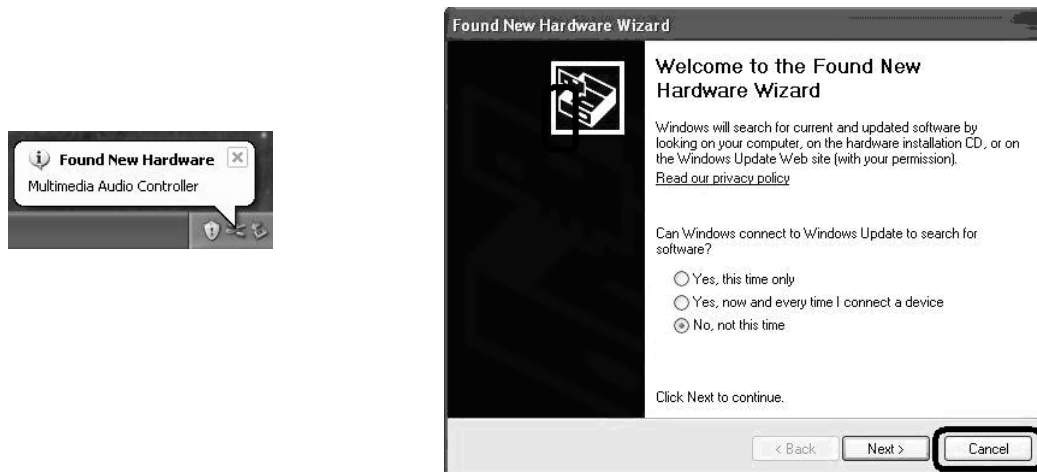 Found New Hardware
Multimedia Audio Controller
Found New Hardware Wizard
Welcome to the Found New
Hardware Wizard
Windows will search for current and updated software by
looking on your computer, on the hardware installation CD, or on
the Windows Update Web site (with your permission).
Read our privacy policy
Can Windows connect to Windows Update to search for
software?
Yes, this time only
Yes, now and every time I connect a device
No, not this time
Click Next to continue.
< Back
Next >
Cancel